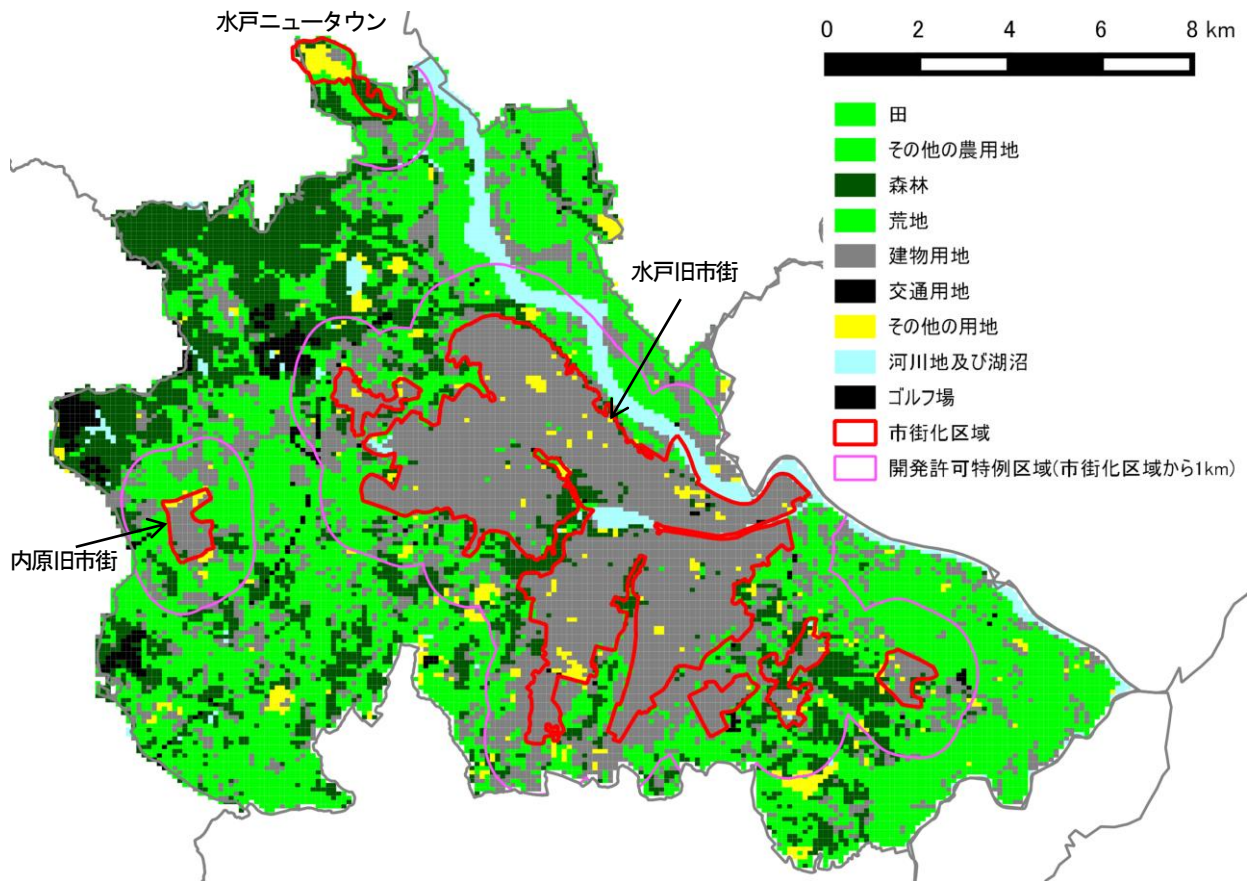 水戸ニュータウン
0 2 4 6 8 km
田
その他の農用地
森林
荒地
建物用地
交通用地
その他の用地
河川地及び湖沼
ゴルフ場
市街化区域
開発許可特例区域(市街化区域から1km)
水戸旧市街
内原旧市街